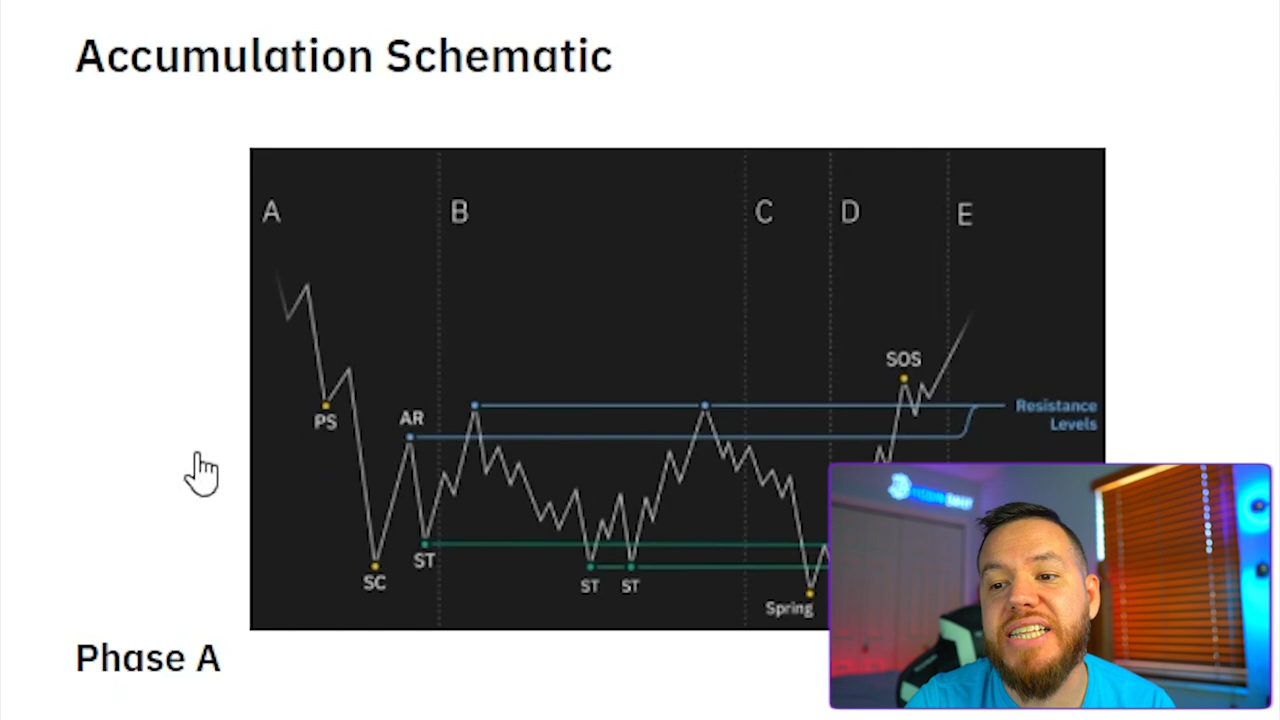 Accumulation Schematic
A B C D E
SOS
PS
AR
Resistance
Levels
ST
SC
ST ST
Spring
Phase A